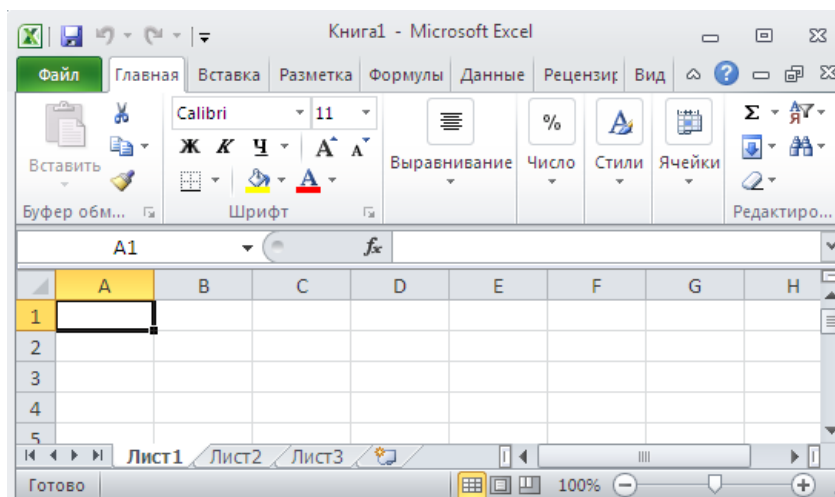 Книга1 - Microsoft Excel
Файл Главная Вставка Разметка Формулы Данные Рецензир Вид
Calibri 11 %
Ж К Ч А А Σ А Я
Вставить А Выравнивание Число Стили Ячейки
Буфер обм... Шрифт Редактиро...
A1 fx
A B C D E F G H
1
2
3
4
5
Лист1 Лист2 Лист3
Готово 100%